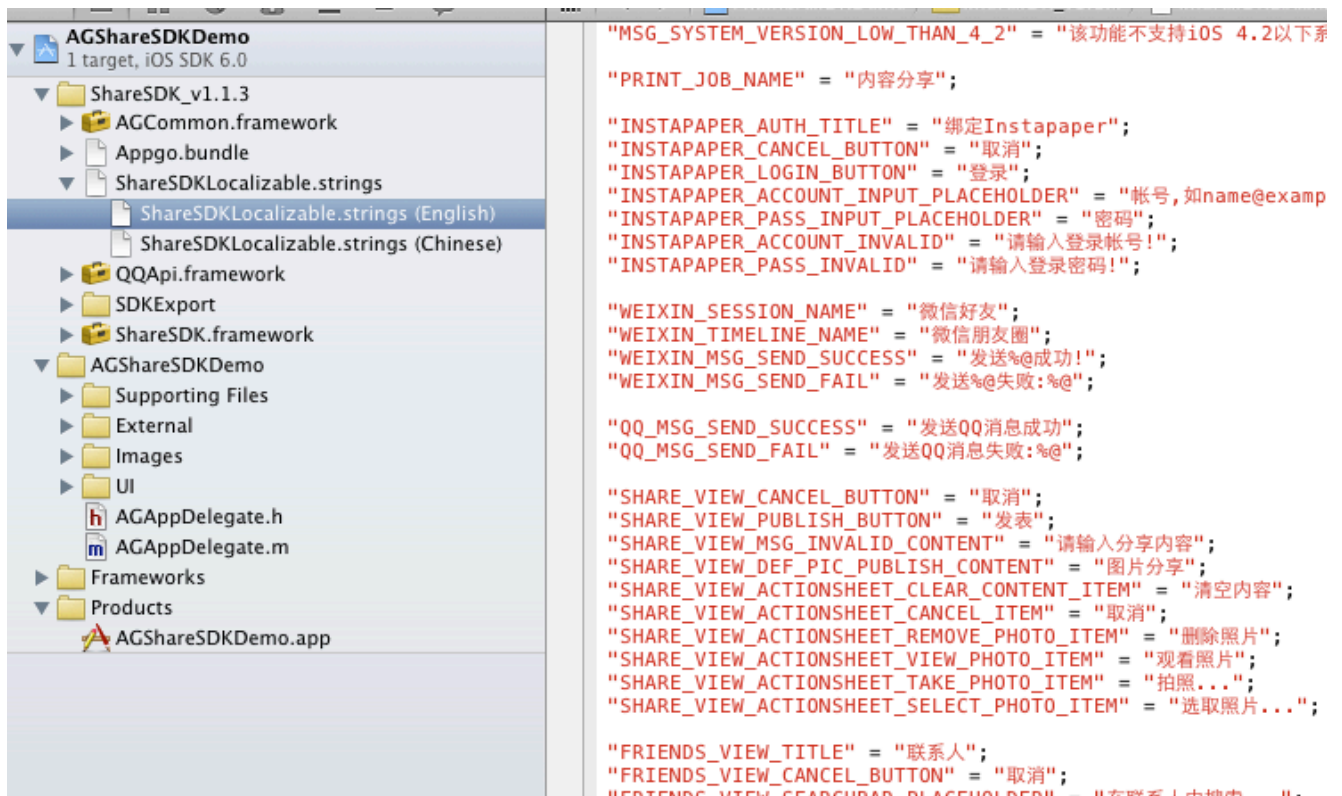 AGShareSDKDemo
1 target, iOS SDK 6.0
ShareSDK_v1.1.3
AGCommon.framework
Appgo.bundle
ShareSDKLocalizable.strings
ShareSDKLocalizable.strings (English)
ShareSDKLocalizable.strings (Chinese)
QQApi.framework
SDKExport
ShareSDK.framework
AGShareSDKDemo
Supporting Files
External
Images
UI
h AGAppDelegate.h
m AGAppDelegate.m
Frameworks
Products
AGShareSDKDemo.app
"MSG_SYSTEM_VERSION_LOW_THAN_4_2" = "该功能不支持iOS 4.2以下系
"PRINT_JOB_NAME" = "内容分享";
"INSTAPAPER_AUTH_TITLE" = "绑定Instapaper";
"INSTAPAPER_CANCEL_BUTTON" = "取消";
"INSTAPAPER_LOGIN_BUTTON" = "登录";
"INSTAPAPER_ACCOUNT_INPUT_PLACEHOLDER" = "帐号,如name@examp
"INSTAPAPER_PASS_INPUT_PLACEHOLDER" = "密码";
"INSTAPAPER_ACCOUNT_INVALID" = "请输入登录帐号!";
"INSTAPAPER_PASS_INVALID" = "请输入登录密码!";
"WEIXIN_SESSION_NAME" = "微信好友";
"WEIXIN_TIMELINE_NAME" = "微信朋友圈";
"WEIXIN_MSG_SEND_SUCCESS" = "发送%@成功!";
"WEIXIN_MSG_SEND_FAIL" = "发送%@失败:%@";
"QQ_MSG_SEND_SUCCESS" = "发送QQ消息成功";
"QQ_MSG_SEND_FAIL" = "发送QQ消息失败:%@";
"SHARE_VIEW_CANCEL_BUTTON" = "取消";
"SHARE_VIEW_PUBLISH_BUTTON" = "发表";
"SHARE_VIEW_MSG_INVALID_CONTENT" = "请输入分享内容";
"SHARE_VIEW_DEF_PIC_PUBLISH_CONTENT" = "图片分享";
"SHARE_VIEW_ACTIONSHEET_CLEAR_CONTENT_ITEM" = "清空内容";
"SHARE_VIEW_ACTIONSHEET_CANCEL_ITEM" = "取消";
"SHARE_VIEW_ACTIONSHEET_REMOVE_PHOTO_ITEM" = "删除照片";
"SHARE_VIEW_ACTIONSHEET_VIEW_PHOTO_ITEM" = "观看照片";
"SHARE_VIEW_ACTIONSHEET_TAKE_PHOTO_ITEM" = "拍照...";
"SHARE_VIEW_ACTIONSHEET_SELECT_PHOTO_ITEM" = "选取照片...";
"FRIENDS_VIEW_TITLE" = "联系人";
"FRIENDS_VIEW_CANCEL_BUTTON" = "取消";